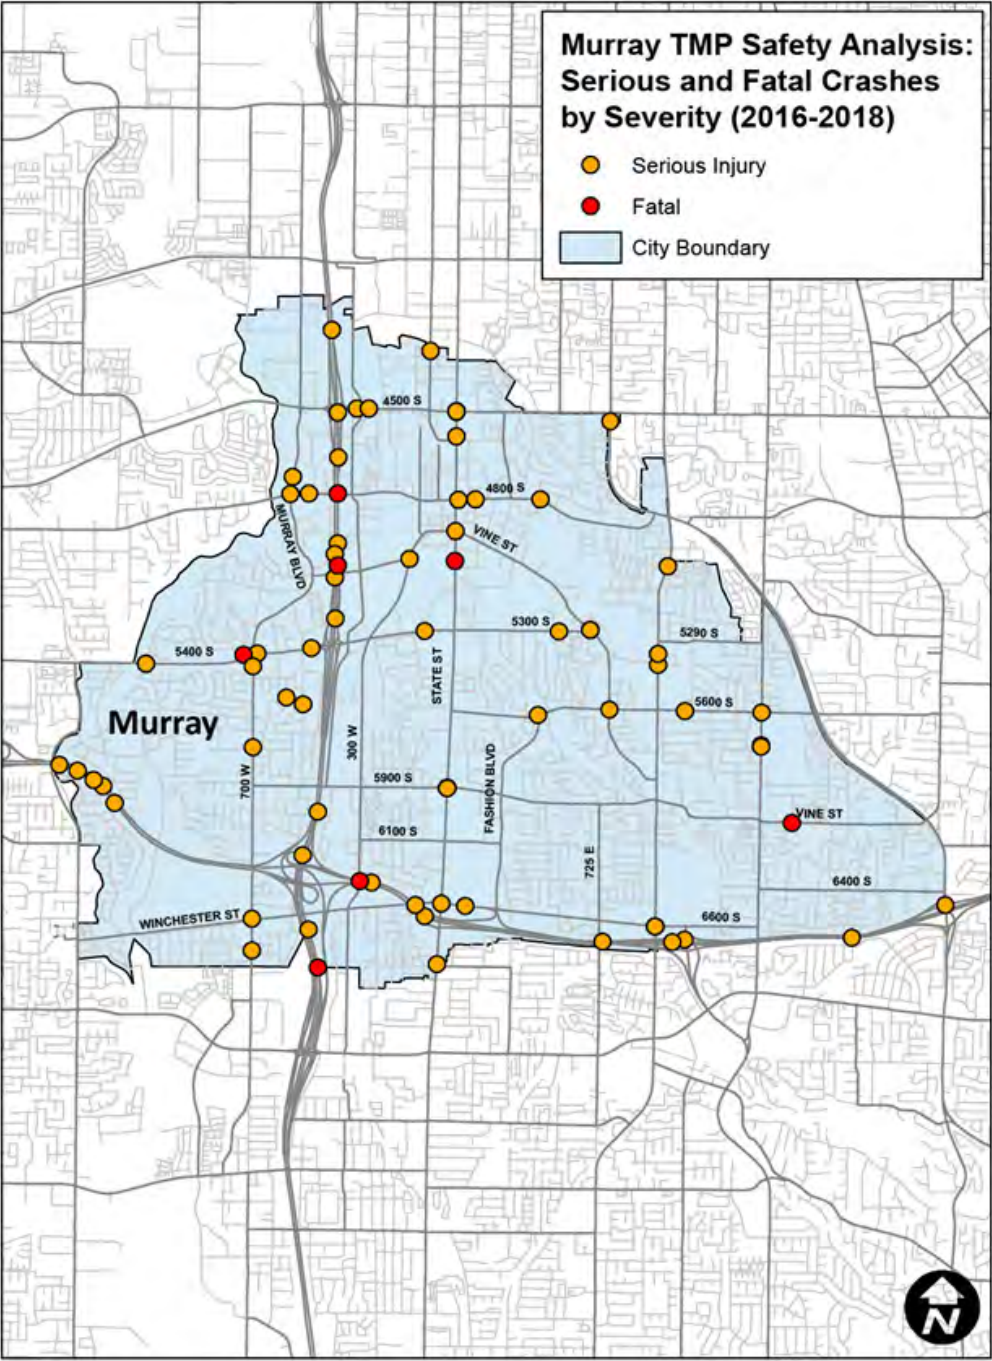 Murray TMP Safety Analysis:
Serious and Fatal Crashes
by Severity (2016-2018)
Serious Injury
Fatal
City Boundary
4500 S
4800 S
MURRAY BLVD
VINE ST
5300 S
5290 S
5400 S
STATE ST
5600 S
Murray
300 W
700 W
5900 S
FASHION BLVD
VINE ST
6100 S
725 E
6400 S
WINCHESTER ST
6600 S
N